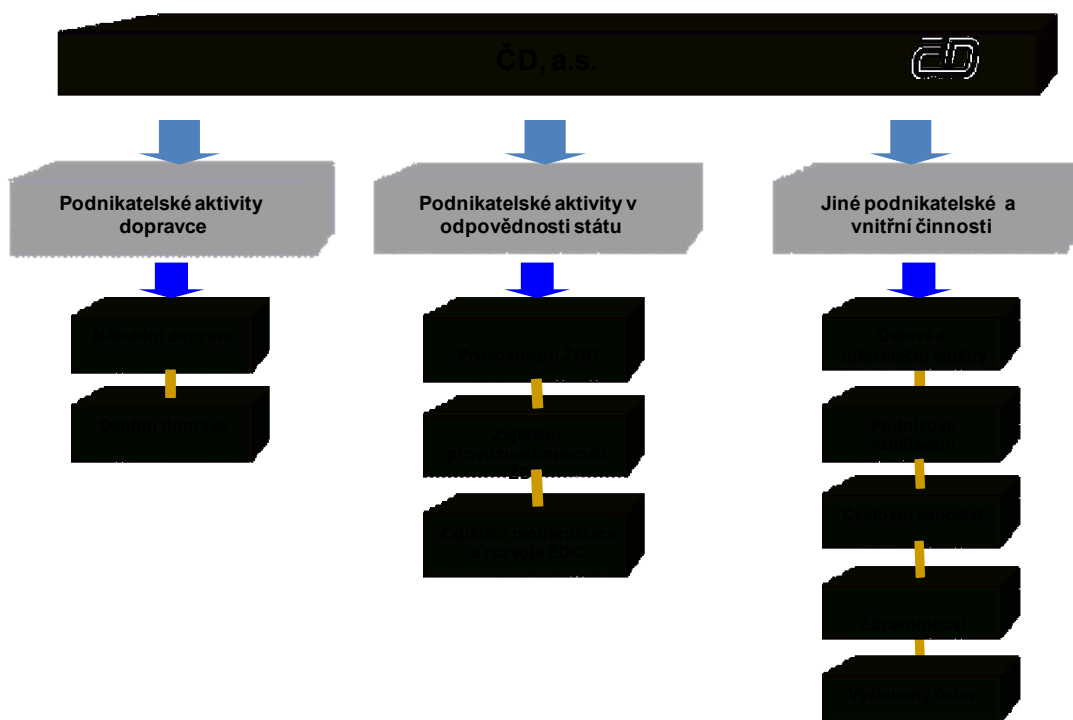 ČD, a.s.
ČD
Podnikatelské aktivity
dopravce
Podnikatelské aktivity v
odpovědnosti státu
Jiné podnikatelské a
vnitřní činnosti
Nákladní doprava
Osobní doprava
Provozování ŽDC
Zajištění
provozuschopnosti
Zajištění modernizace
a rozvoje ŽDC
Datové a
informační služby
Podnikové
vzdělávání
Cestovní kancelář
Zdravotnictví
Výzkumný ústav